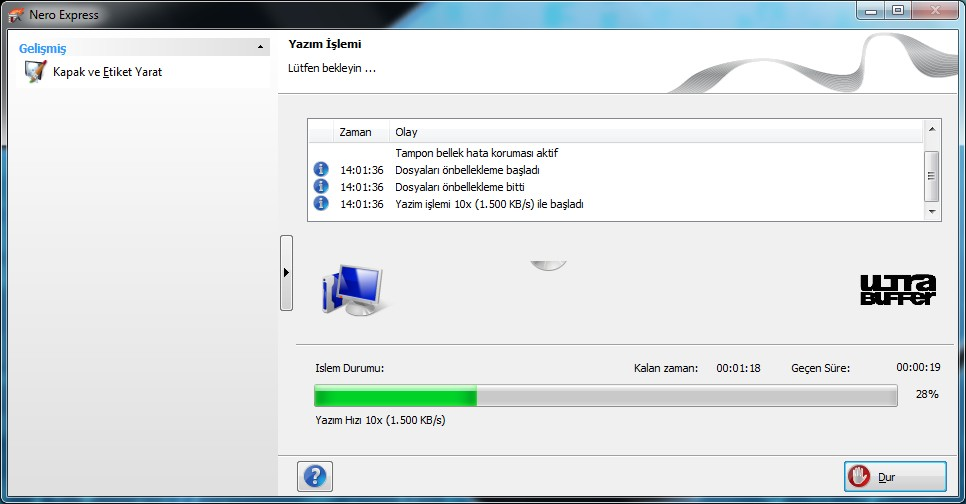 Nero Express
Gelişmiş
Kapak ve Etiket Yarat
Yazım İşlemi
Lütfen bekleyin ...
Zaman Olay
Tampon bellek hata koruması aktif
14:01:36 Dosyaları önbellekleme başladı
14:01:36 Dosyaları önbellekleme bitti
14:01:36 Yazim işlemi 10x (1.500 KB/s) ile başladı
ULTRA
BUFFER
Islem Durumu: Kalan zaman: 00:01:18 Geçen Süre: 00:00:19
28%
Yazım Hızı 10x (1.500 KB/s)
? Dur